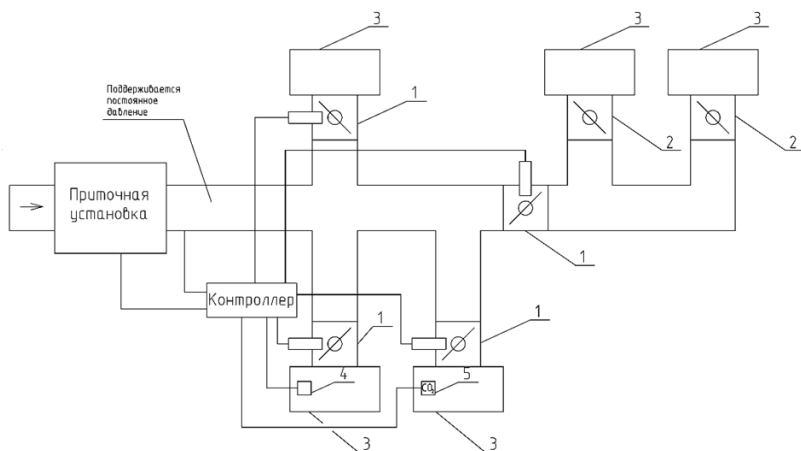 3
3
3
Поддерживается
постоянное
давление
1
2
2
Приточная
установка
1
Контроллер
1
1
4
CO₂
5
3
3